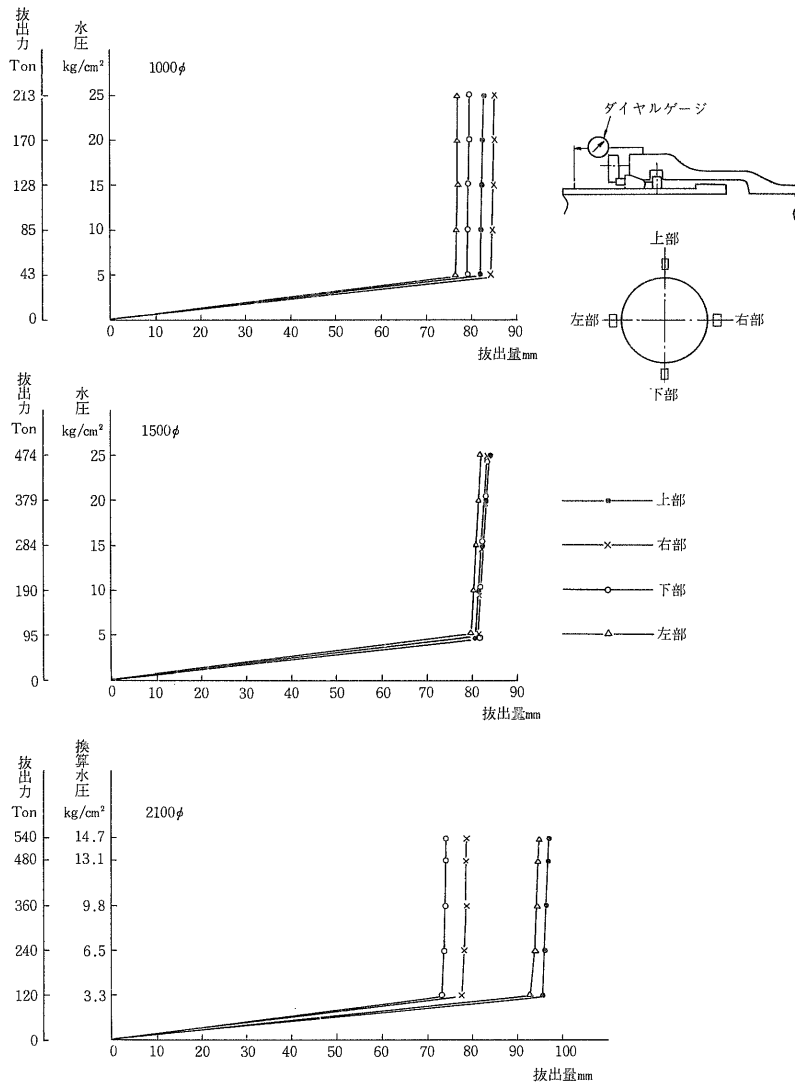 抜出力
Ton
水圧
kg/cm²
1000φ
213
170
128
85
43
0
25
20
15
10
5
0 10 20 30 40 50 60 70 80 90
抜出量mm
ダイヤルゲージ
上部
左部
右部
下部
抜出力
Ton
水圧
kg/cm²
1500φ
474
379
284
190
95
0
25
20
15
10
5
0 10 20 30 40 50 60 70 80 90
抜出量mm
上部
右部
下部
左部
抜出力
Ton
換算水圧
kg/cm²
2100φ
540
480
360
240
120
0
14.7
13.1
9.8
6.5
3.3
0 10 20 30 40 50 60 70 80 90 100
抜出量mm